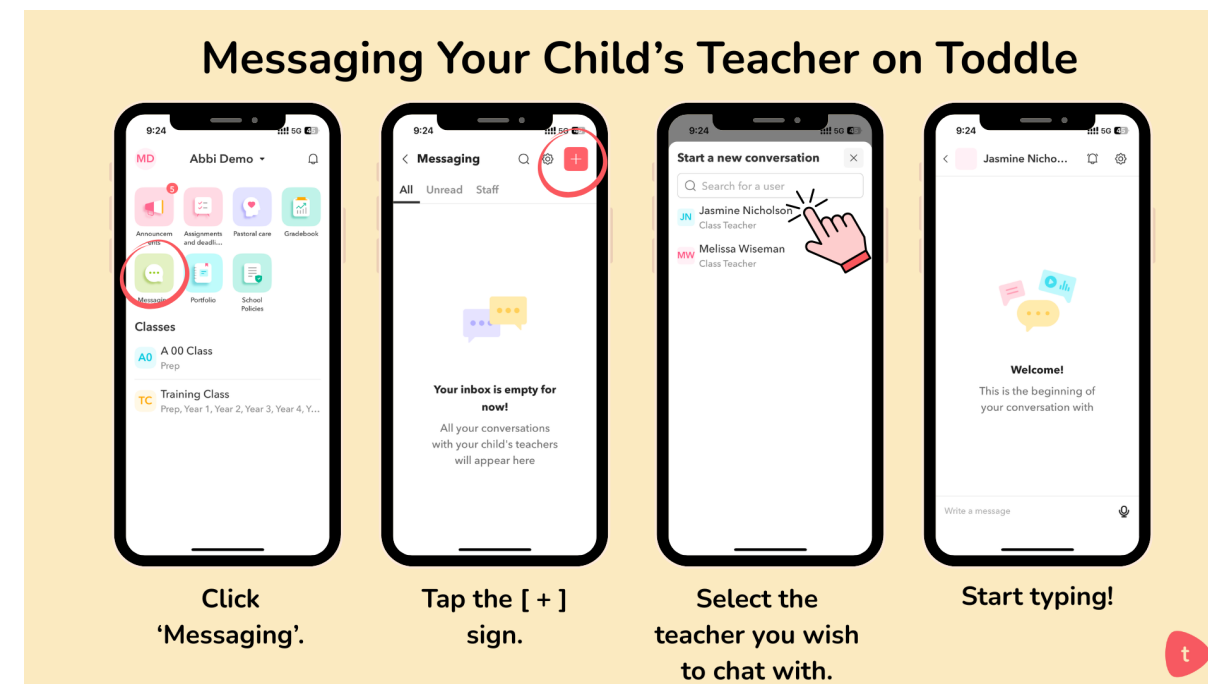 Messaging Your Child’s Teacher on Toddle
9:24
5G
MD
Abbi Demo
5
Announcem
ents
Assignments
and deadli...
Pastoral care
Gradebook
Messaging
Portfolio
School
Policies
Classes
A0
A 00 Class
Prep
TC
Training Class
Prep, Year 1, Year 2, Year 3, Year 4, Y...
Click
‘Messaging’.
9:24
5G
Messaging
+
All Unread Staff
Your inbox is empty for
now!
All your conversations
with your child's teachers
will appear here
Tap the [ + ]
sign.
9:24
5G
Start a new conversation
Search for a user
JN
Jasmine Nicholson
Class Teacher
MW
Melissa Wiseman
Class Teacher
Select the
teacher you wish
to chat with.
9:24
5G
Jasmine Nicho...
Welcome!
This is the beginning of
your conversation with
Write a message
Start typing!
t